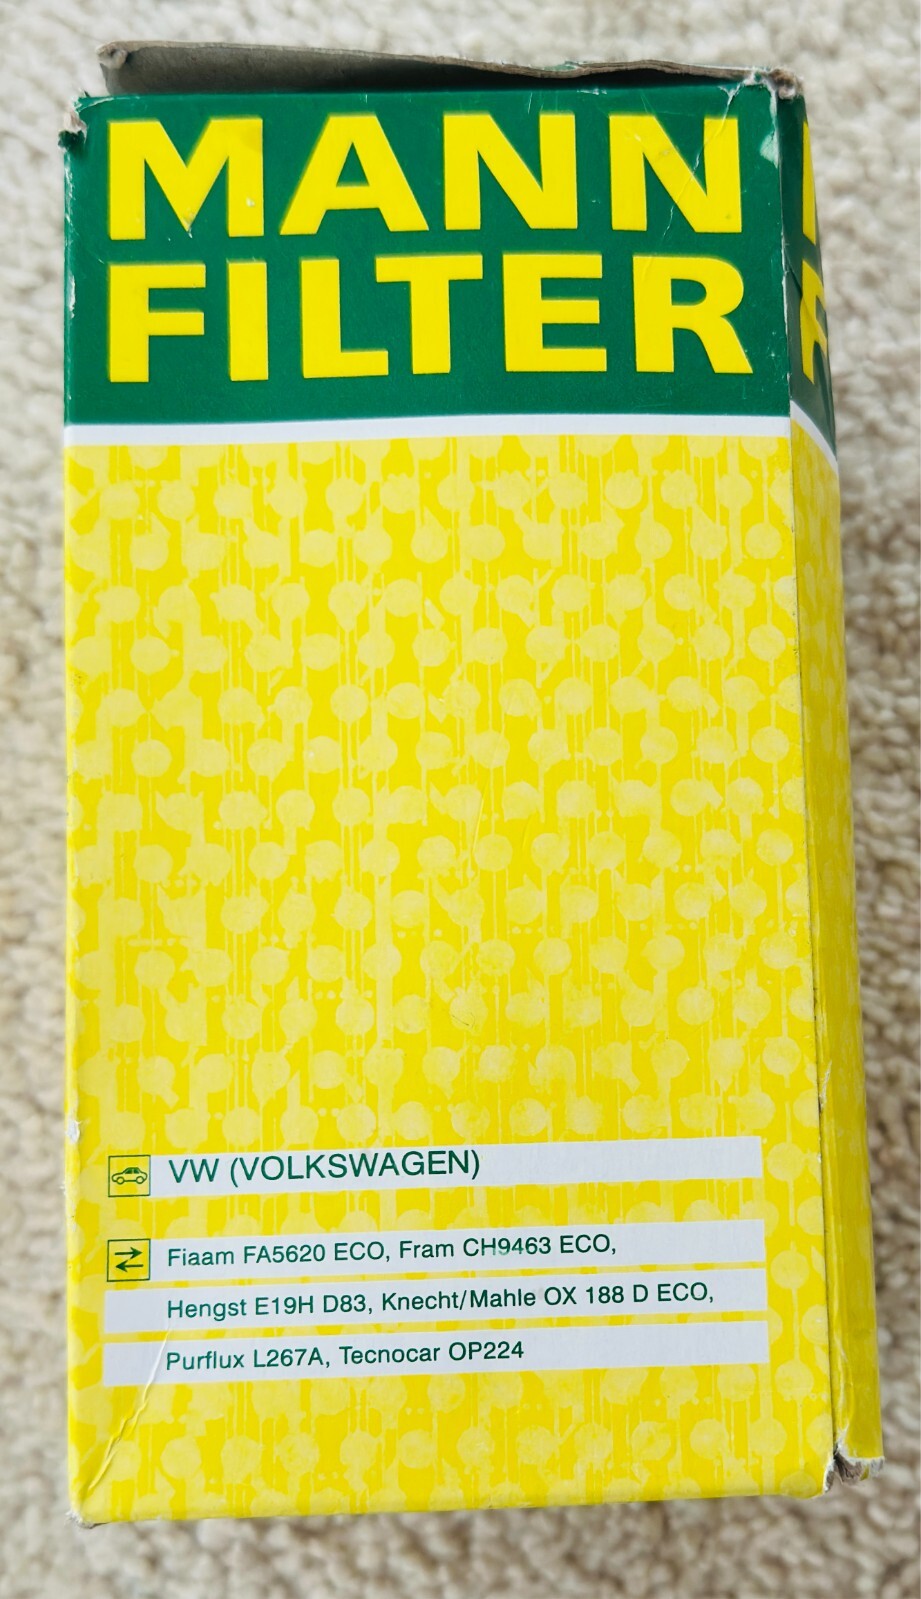 MANN
FILTER
VW (VOLKSWAGEN)
Fiaam FA5620 ECO, Fram CH9463 ECO,
Hengst E19H D83, Knecht/Mahle OX 188 D ECO,
Purflux L267A, Tecnocar OP224